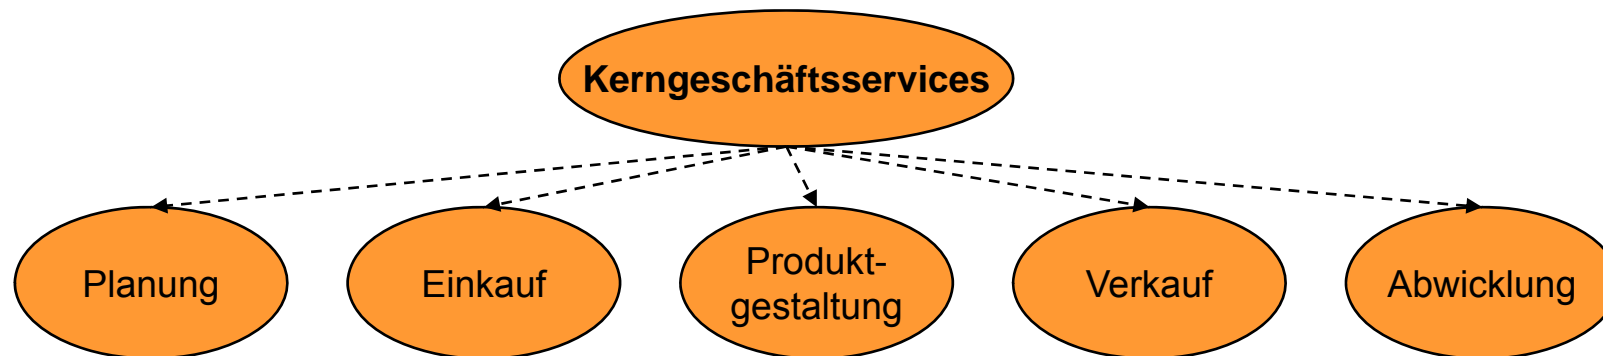 Kerngeschäftsservices
Planung
Einkauf
Produkt-
gestaltung
Verkauf
Abwicklung